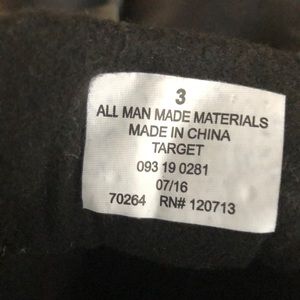 3
ALL MAN MADE MATERIALS
MADE IN CHINA
TARGET
093 19 0281
07/16
70264 RN# 120713